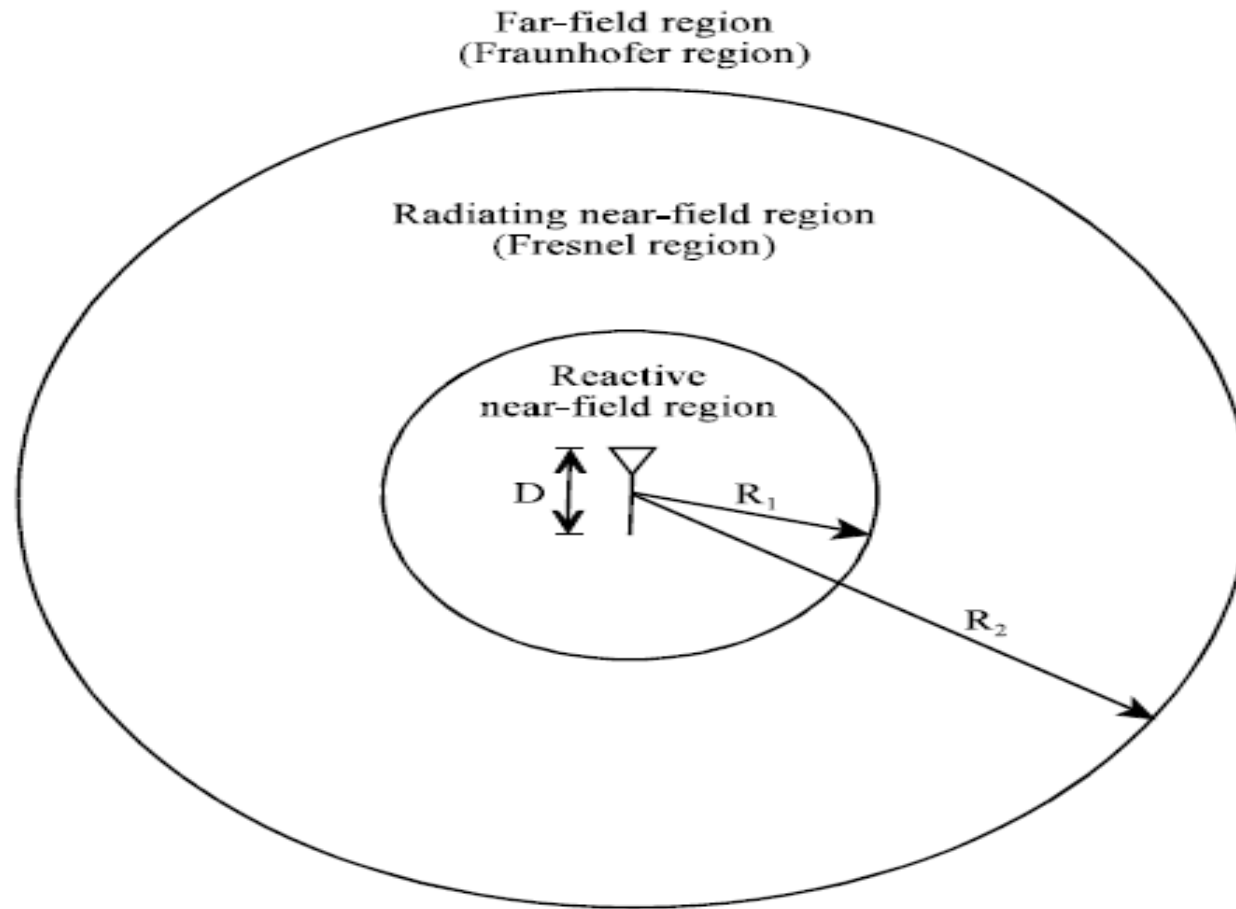 Far-field region
(Fraunhofer region)
Radiating near-field region
(Fresnel region)
Reactive
near-field region
D
R₁
R₂